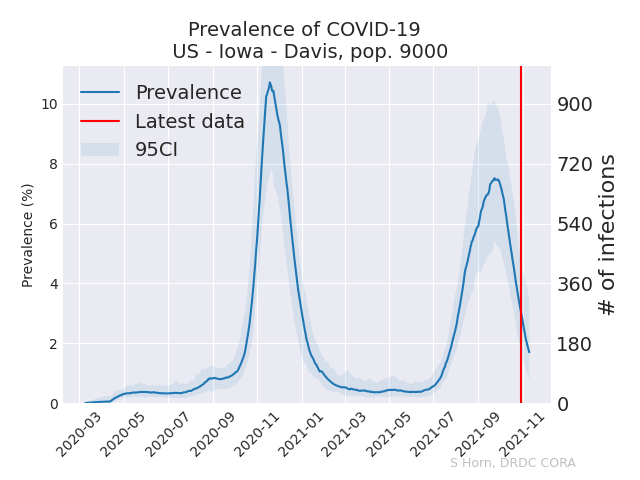 Prevalence of COVID-19
US - Iowa - Davis, pop. 9000
Prevalence
Latest data
95CI
Prevalence (%)
10
8
6
4
2
0
900
720
540
360
180
0
# of infections
2020-03
2020-05
2020-07
2020-09
2020-11
2021-01
2021-03
2021-05
2021-07
2021-09
2021-11
S Horn, DRDC CORA